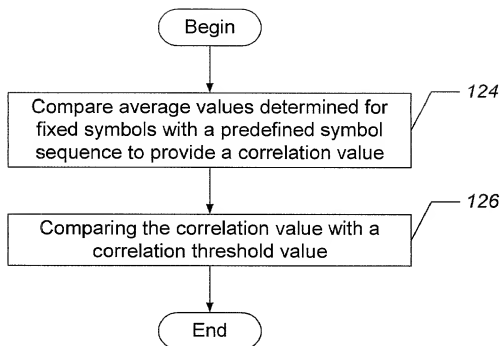 Begin
Compare average values determined for
fixed symbols with a predefined symbol
sequence to provide a correlation value
124
Comparing the correlation value with a
correlation threshold value
126
End